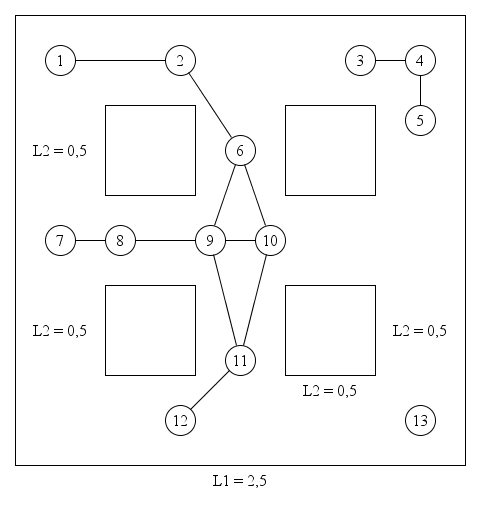 1 2 3 4
5
L2 = 0,5 6
7 8 9 10
L2 = 0,5 L2 = 0,5
11
L2 = 0,5
12 13
L1 = 2,5